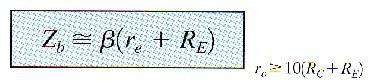 Z_b ≅ β(r_e + R_E)
r_o ≥ 10(R_C + R_E)